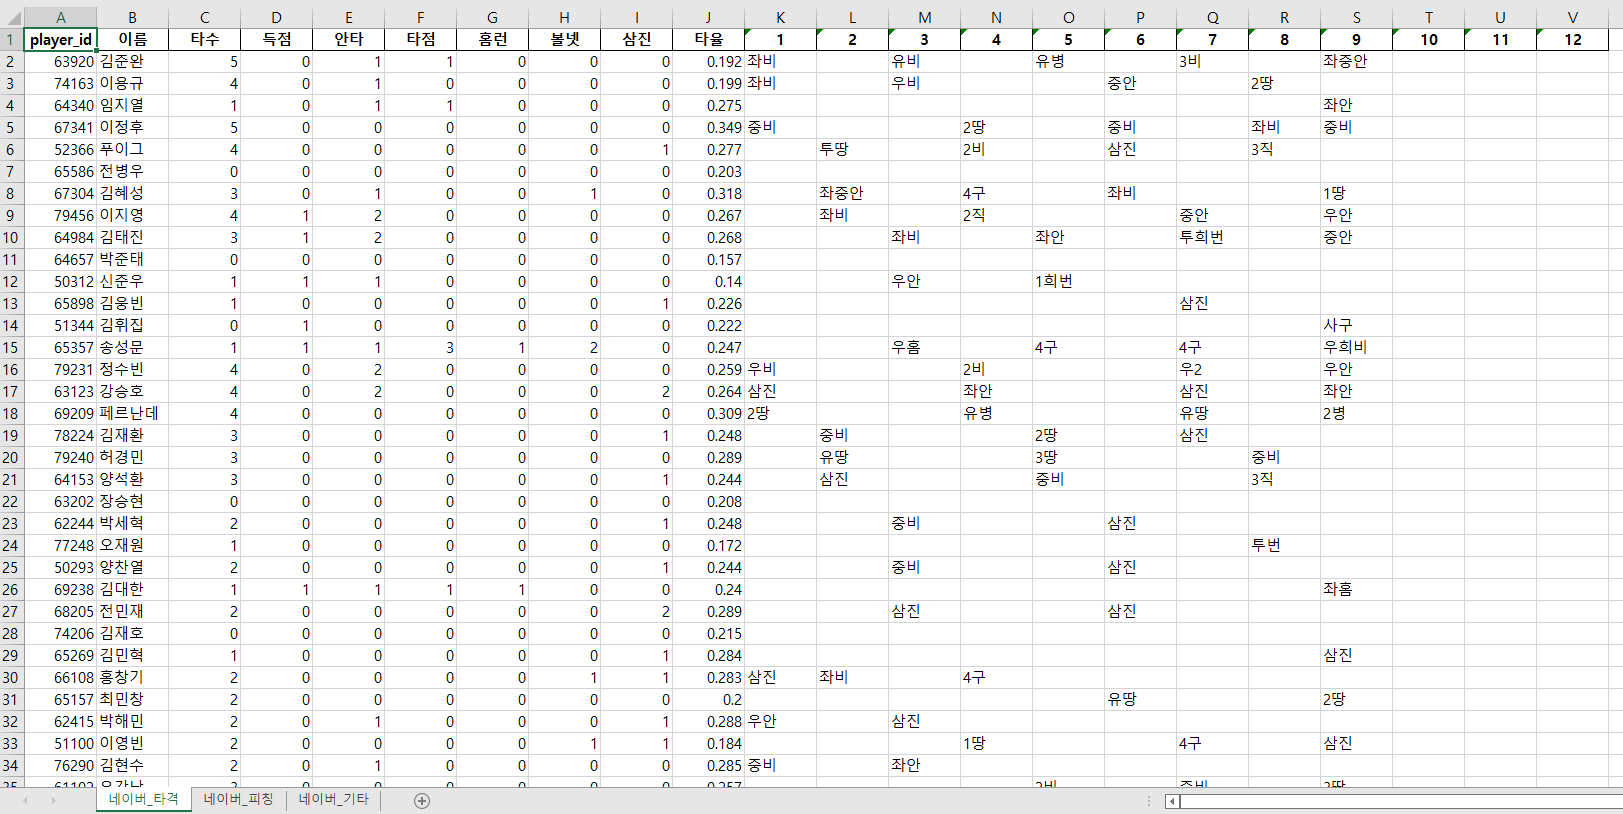 A B C D E F G H I J K L M N O P Q R S T U V
1 player_id 이름 타수 득점 안타 타점 홈런 볼넷 삼진 타율 1 2 3 4 5 6 7 8 9 10 11 12
2 63920 김준완 5 0 1 1 0 0 0 0.192 좌비 유비 유병 3비 좌중안
3 74163 이용규 4 0 1 0 0 0 0 0.199 좌비 우비 중안 2땅
4 64340 임지열 1 0 1 1 0 0 0 0.275 좌안
5 67341 이정후 5 0 0 0 0 0 0 0.349 중비 2땅 중비 좌비 중비
6 52366 푸이그 4 0 0 0 0 0 1 0.277 투땅 2비 삼진 3직
7 65586 전병우 0 0 0 0 0 0 0 0.203
8 67304 김혜성 3 0 1 0 0 1 0 0.318 좌중안 4구 좌비 1땅
9 79456 이지영 4 1 2 0 0 0 0 0.267 좌비 2직 중안 우안
10 64984 김태진 3 1 2 0 0 0 0 0.268 좌비 좌안 투희번 중안
11 64657 박준태 0 0 0 0 0 0 0 0.157
12 50312 신준우 1 1 1 0 0 0 0 0.14 우안 1희번
13 65898 김웅빈 1 0 0 0 0 0 1 0.226 삼진
14 51344 김휘집 0 1 0 0 0 0 0 0.222 사구
15 65357 송성문 1 1 1 3 1 2 0 0.247 우홈 4구 4구 우희비
16 79231 정수빈 4 0 2 0 0 0 0 0.259 우비 2비 우2 우안
17 63123 강승호 4 0 2 0 0 0 2 0.264 삼진 좌안 삼진 좌안
18 69209 페르난데 4 0 0 0 0 0 0 0.309 2땅 유병 유땅 2병
19 78224 김재환 3 0 0 0 0 0 1 0.248 중비 2땅 삼진
20 79240 허경민 3 0 0 0 0 0 0 0.289 유땅 3땅 중비
21 64153 양석환 3 0 0 0 0 0 1 0.244 삼진 중비 3직
22 63202 장승현 0 0 0 0 0 0 0 0.208
23 62244 박세혁 2 0 0 0 0 0 1 0.248 중비 삼진
24 77248 오재원 1 0 0 0 0 0 0 0.172 투번
25 50293 양찬열 2 0 0 0 0 0 1 0.244 중비 삼진
26 69238 김대한 1 1 1 1 1 0 0 0.24 좌홈
27 68205 전민재 2 0 0 0 0 0 2 0.289 삼진 삼진
28 74206 김재호 0 0 0 0 0 0 0 0.215
29 65269 김민혁 1 0 0 0 0 0 1 0.284 삼진
30 66108 홍창기 2 0 0 0 0 1 1 0.283 삼진 좌비 4구
31 65157 최민창 2 0 0 0 0 0 0 0.2 유땅 2땅
32 62415 박해민 2 0 1 0 0 0 1 0.288 우안 삼진
33 51100 이영빈 2 0 0 0 0 1 1 0.184 1땅 4구 삼진
34 76290 김현수 2 0 1 0 0 0 0 0.285 중비 좌안
네이버_타격 네이버_피칭 네이버_기타